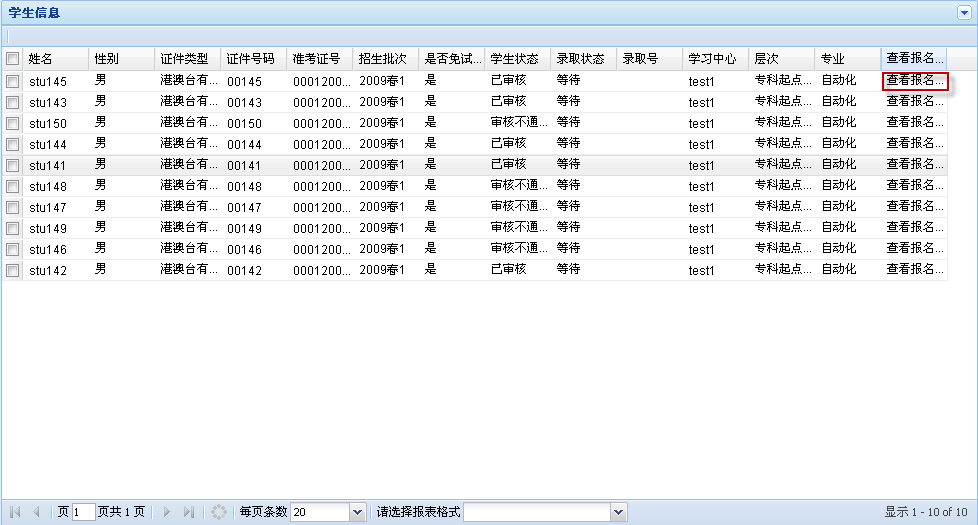 学生信息
姓名 性别 证件类型 证件号码 准考证号 招生批次 是否免试... 学生状态 录取状态 录取号 学习中心 层次 专业 查看报名...
stu145 男 港澳台有... 00145 0001200... 2009春1 是 已审核 等待 test1 专科起点... 自动化 查看报名...
stu143 男 港澳台有... 00143 0001200... 2009春1 是 已审核 等待 test1 专科起点... 自动化 查看报名...
stu150 男 港澳台有... 00150 0001200... 2009春1 是 审核不通... 等待 test1 专科起点... 自动化 查看报名...
stu144 男 港澳台有... 00144 0001200... 2009春1 是 已审核 等待 test1 专科起点... 自动化 查看报名...
stu141 男 港澳台有... 00141 0001200... 2009春1 是 已审核 等待 test1 专科起点... 自动化 查看报名...
stu148 男 港澳台有... 00148 0001200... 2009春1 是 审核不通... 等待 test1 专科起点... 自动化 查看报名...
stu147 男 港澳台有... 00147 0001200... 2009春1 是 审核不通... 等待 test1 专科起点... 自动化 查看报名...
stu149 男 港澳台有... 00149 0001200... 2009春1 是 审核不通... 等待 test1 专科起点... 自动化 查看报名...
stu146 男 港澳台有... 00146 0001200... 2009春1 是 审核不通... 等待 test1 专科起点... 自动化 查看报名...
stu142 男 港澳台有... 00142 0001200... 2009春1 是 已审核 等待 test1 专科起点... 自动化 查看报名...
页 1 页共 1 页 每页条数 20 请选择报表格式 显示 1 - 10 of 10